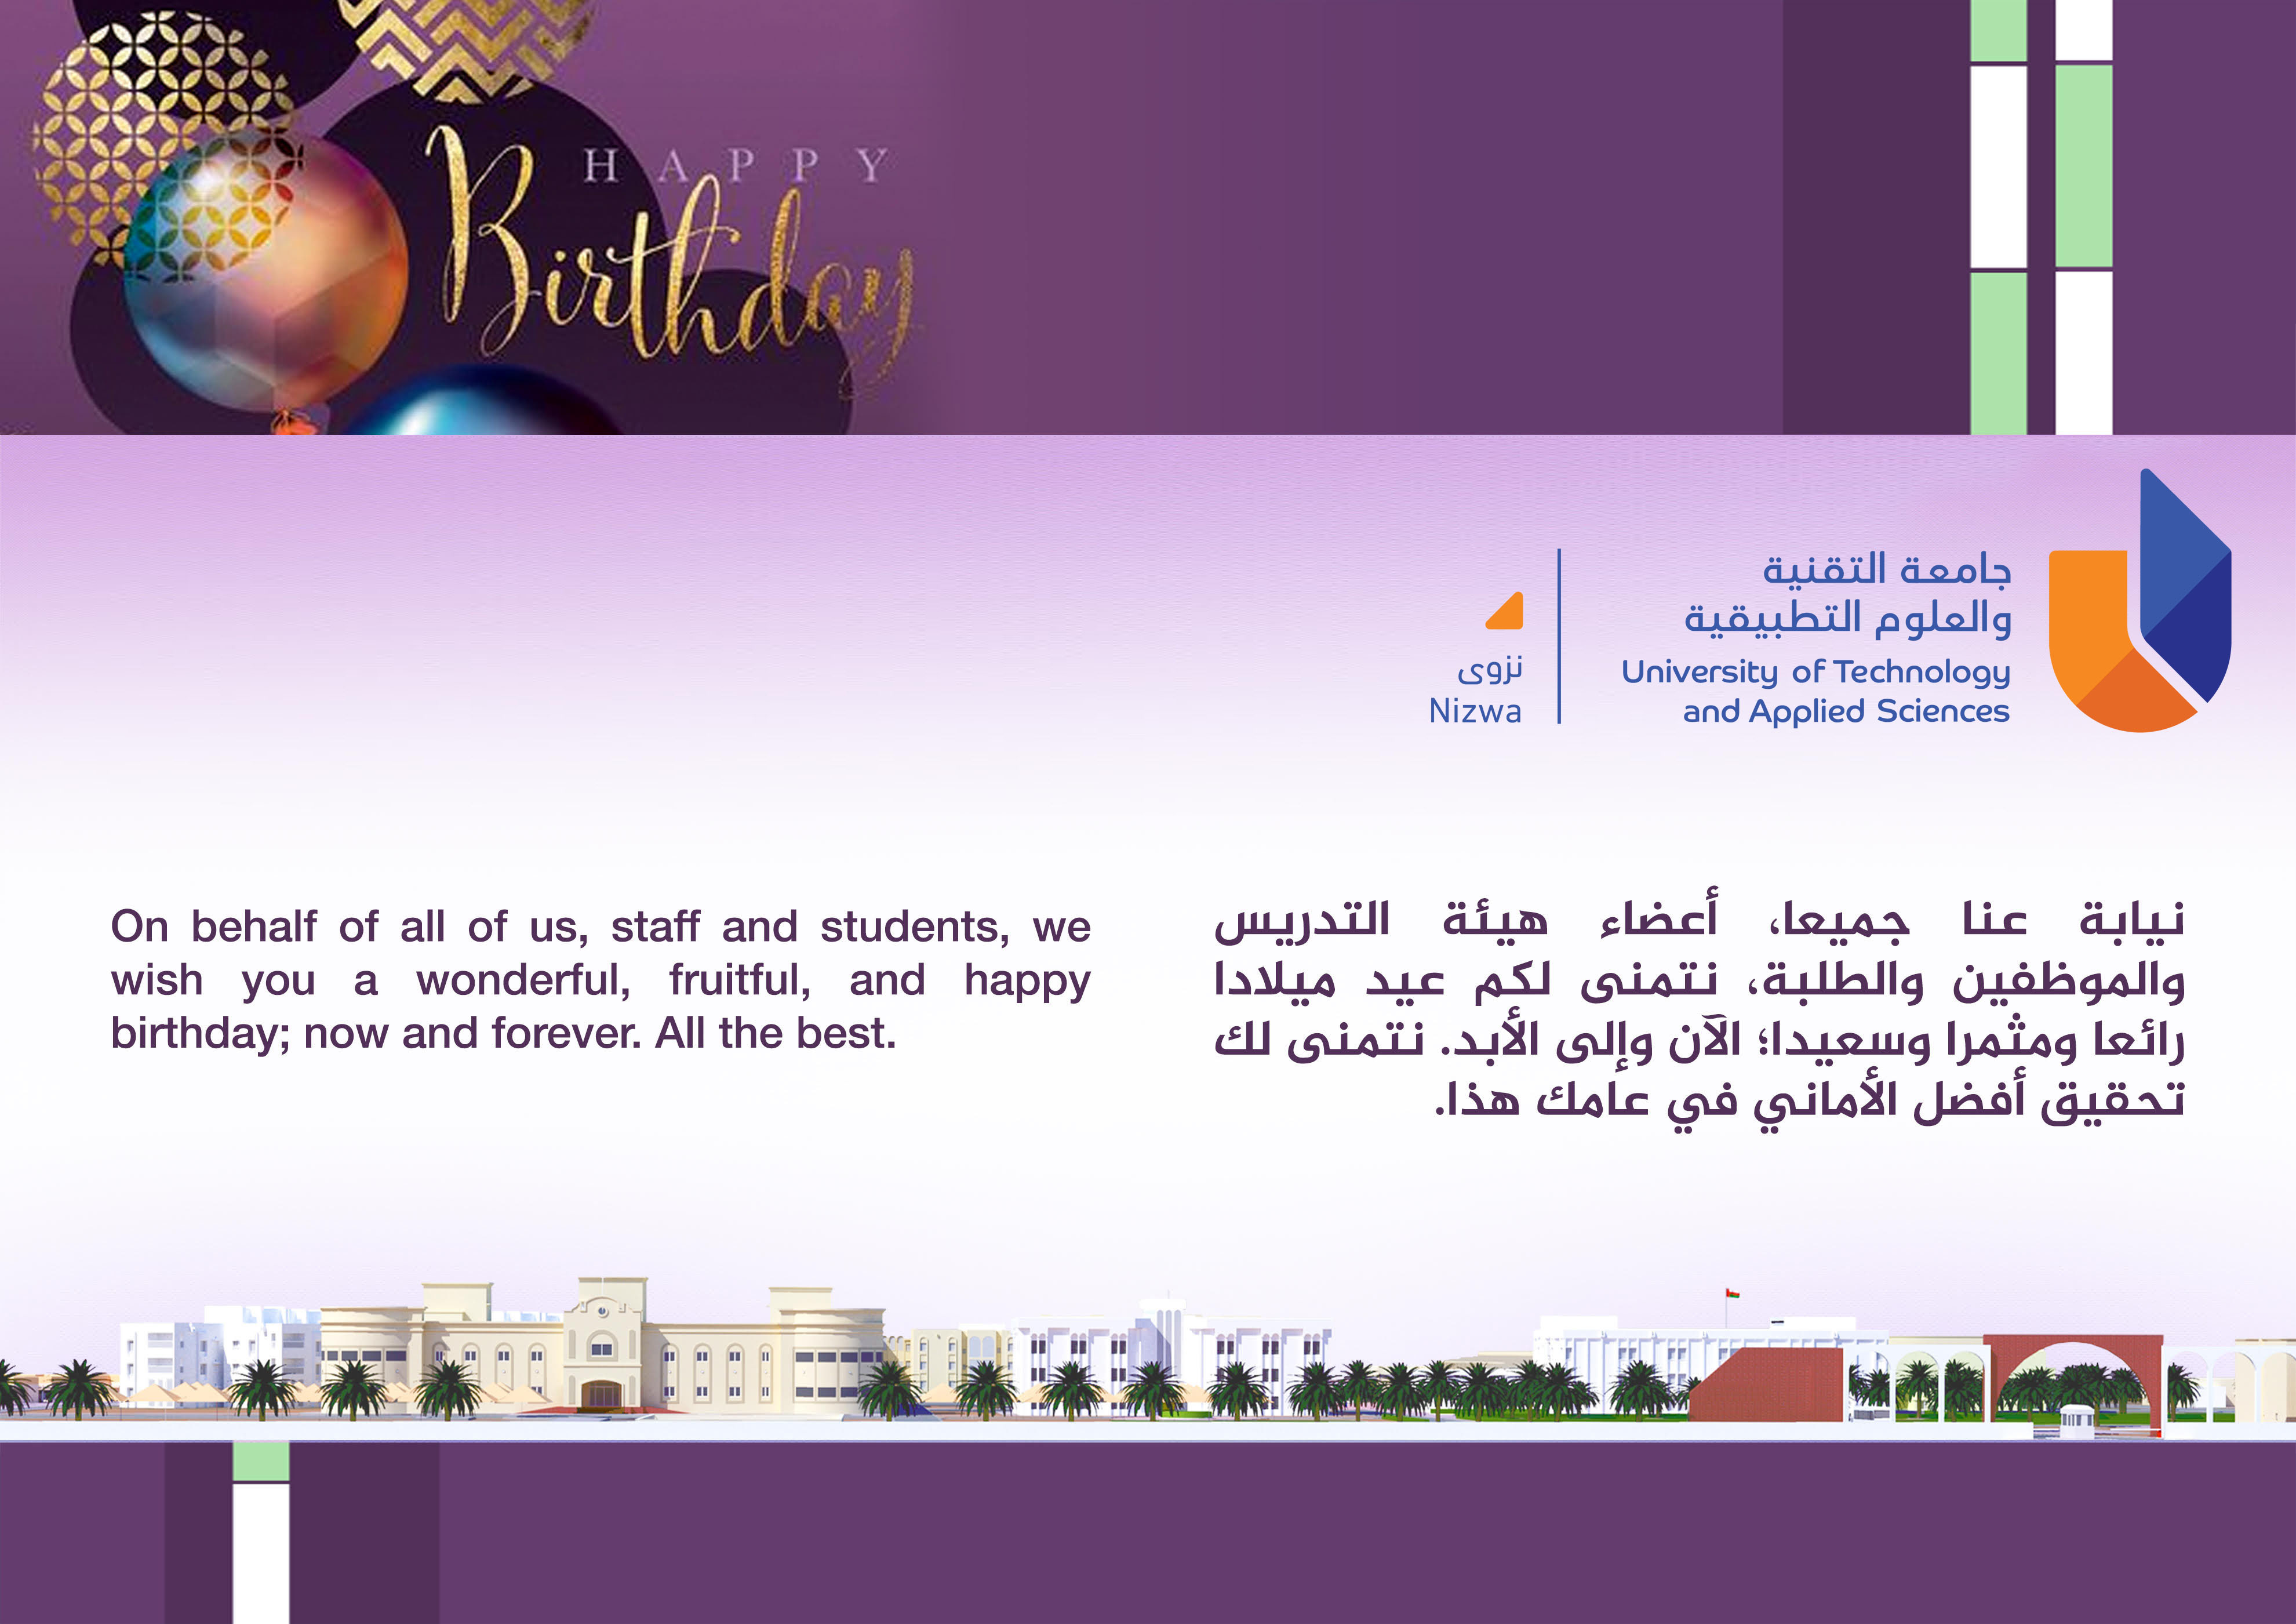 HAPPY
Birthday
جامعة التقنية
والعلوم التطبيقية
University of Technology
and Applied Sciences
نزوى
Nizwa
On behalf of all of us, staff and students, we
wish you a wonderful, fruitful, and happy
birthday; now and forever. All the best.
نيابة عنا جميعا، أعضاء هيئة التدريس
والموظفين والطلبة، نتمنى لكم عيد ميلادا
رائعا ومثمرا وسعيدا؛ الآن وإلى الأبد. نتمنى لك
تحقيق أفضل الأماني في عامك هذا.